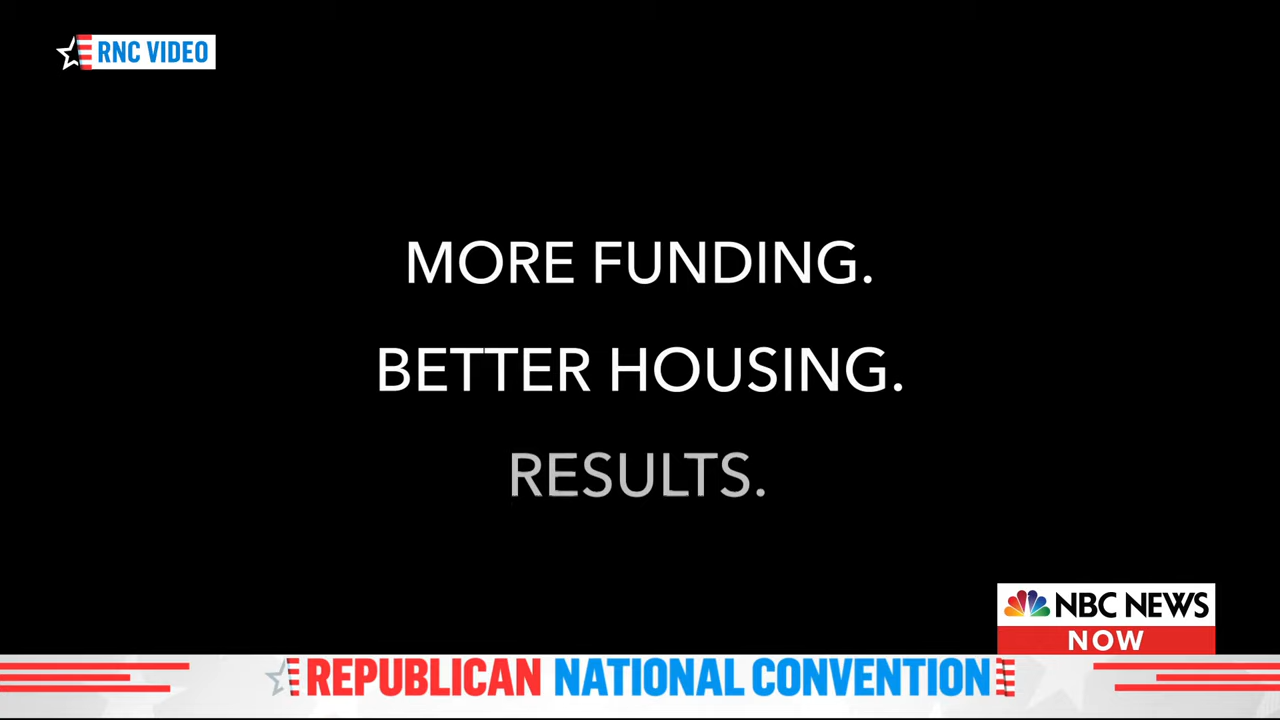 RNC VIDEO
MORE FUNDING.
BETTER HOUSING.
RESULTS.
NBC NEWS
NOW
REPUBLICAN NATIONAL CONVENTION